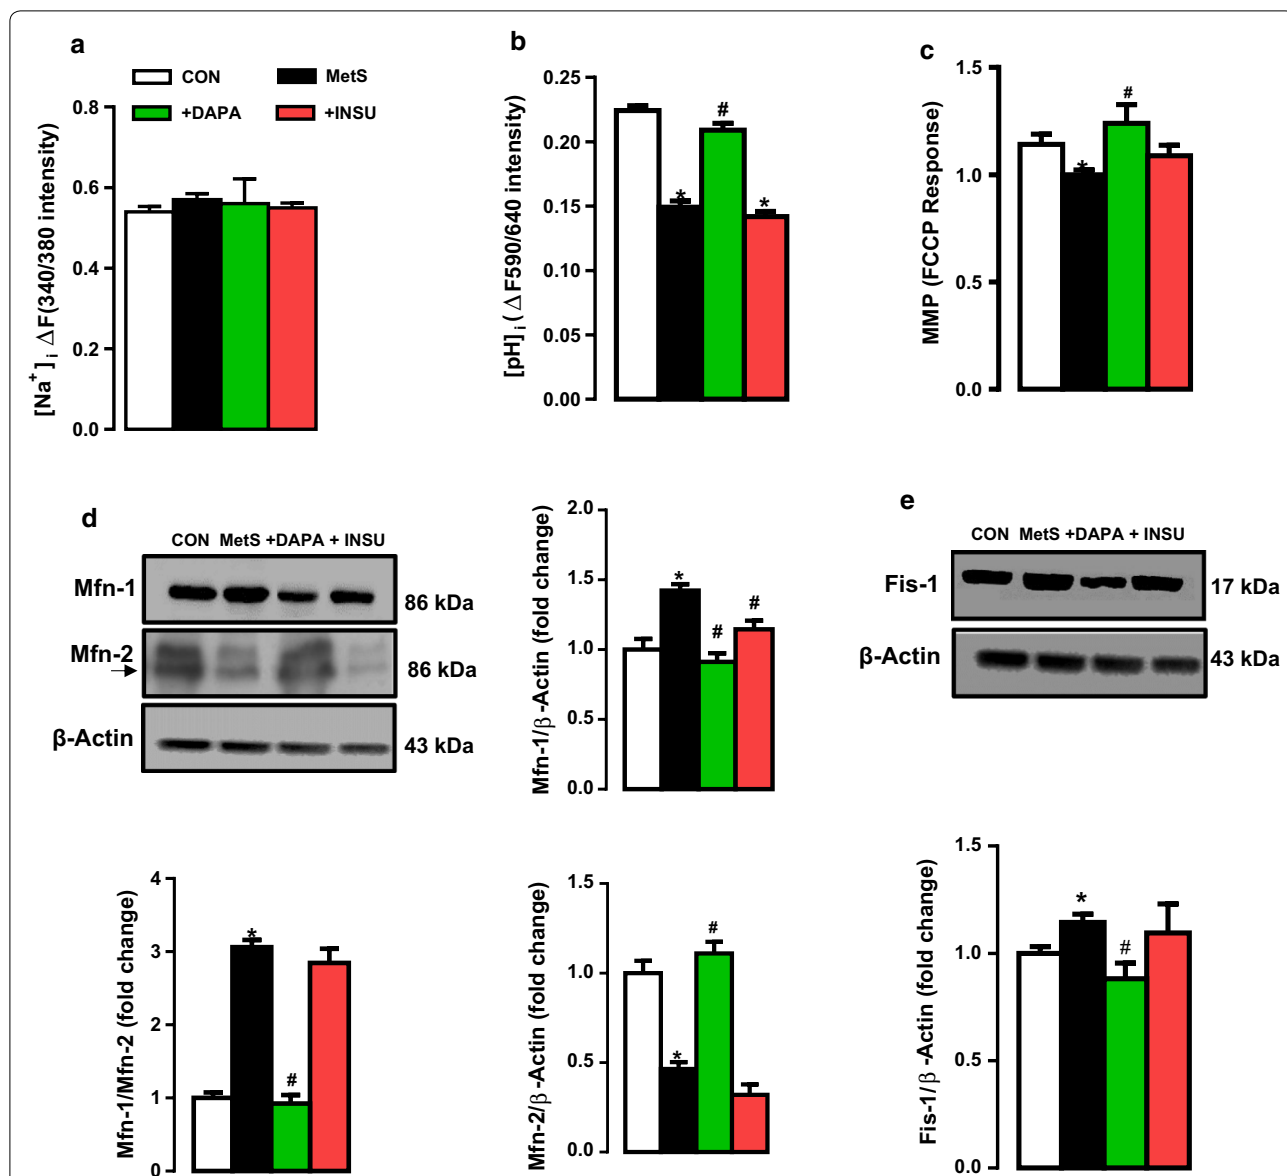 a
CON
MetS
+DAPA
+INSU
[Na+]i ΔF(340/380 intensity)
0.8
0.6
0.4
0.2
0.0
b
[pH]i (ΔF590/640 intensity)
0.25
0.20
0.15
0.10
0.05
0.00
*
#
*
c
MMP (FCCP Response)
1.5
1.0
0.5
0.0
*
#
d
CON MetS +DAPA + INSU
Mfn-1
86 kDa
Mfn-2
86 kDa
β-Actin
43 kDa
Mfn-1/β-Actin (fold change)
2.0
1.5
1.0
0.5
0.0
*
#
#
e
CON MetS +DAPA + INSU
Fis-1
17 kDa
β-Actin
43 kDa
Mfn-1/Mfn-2 (fold change)
4
3
2
1
0
*
#
Mfn-2/β-Actin (fold change)
1.5
1.0
0.5
0.0
*
#
Fis-1/β-Actin (fold change)
1.5
1.0
0.5
0.0
*
#